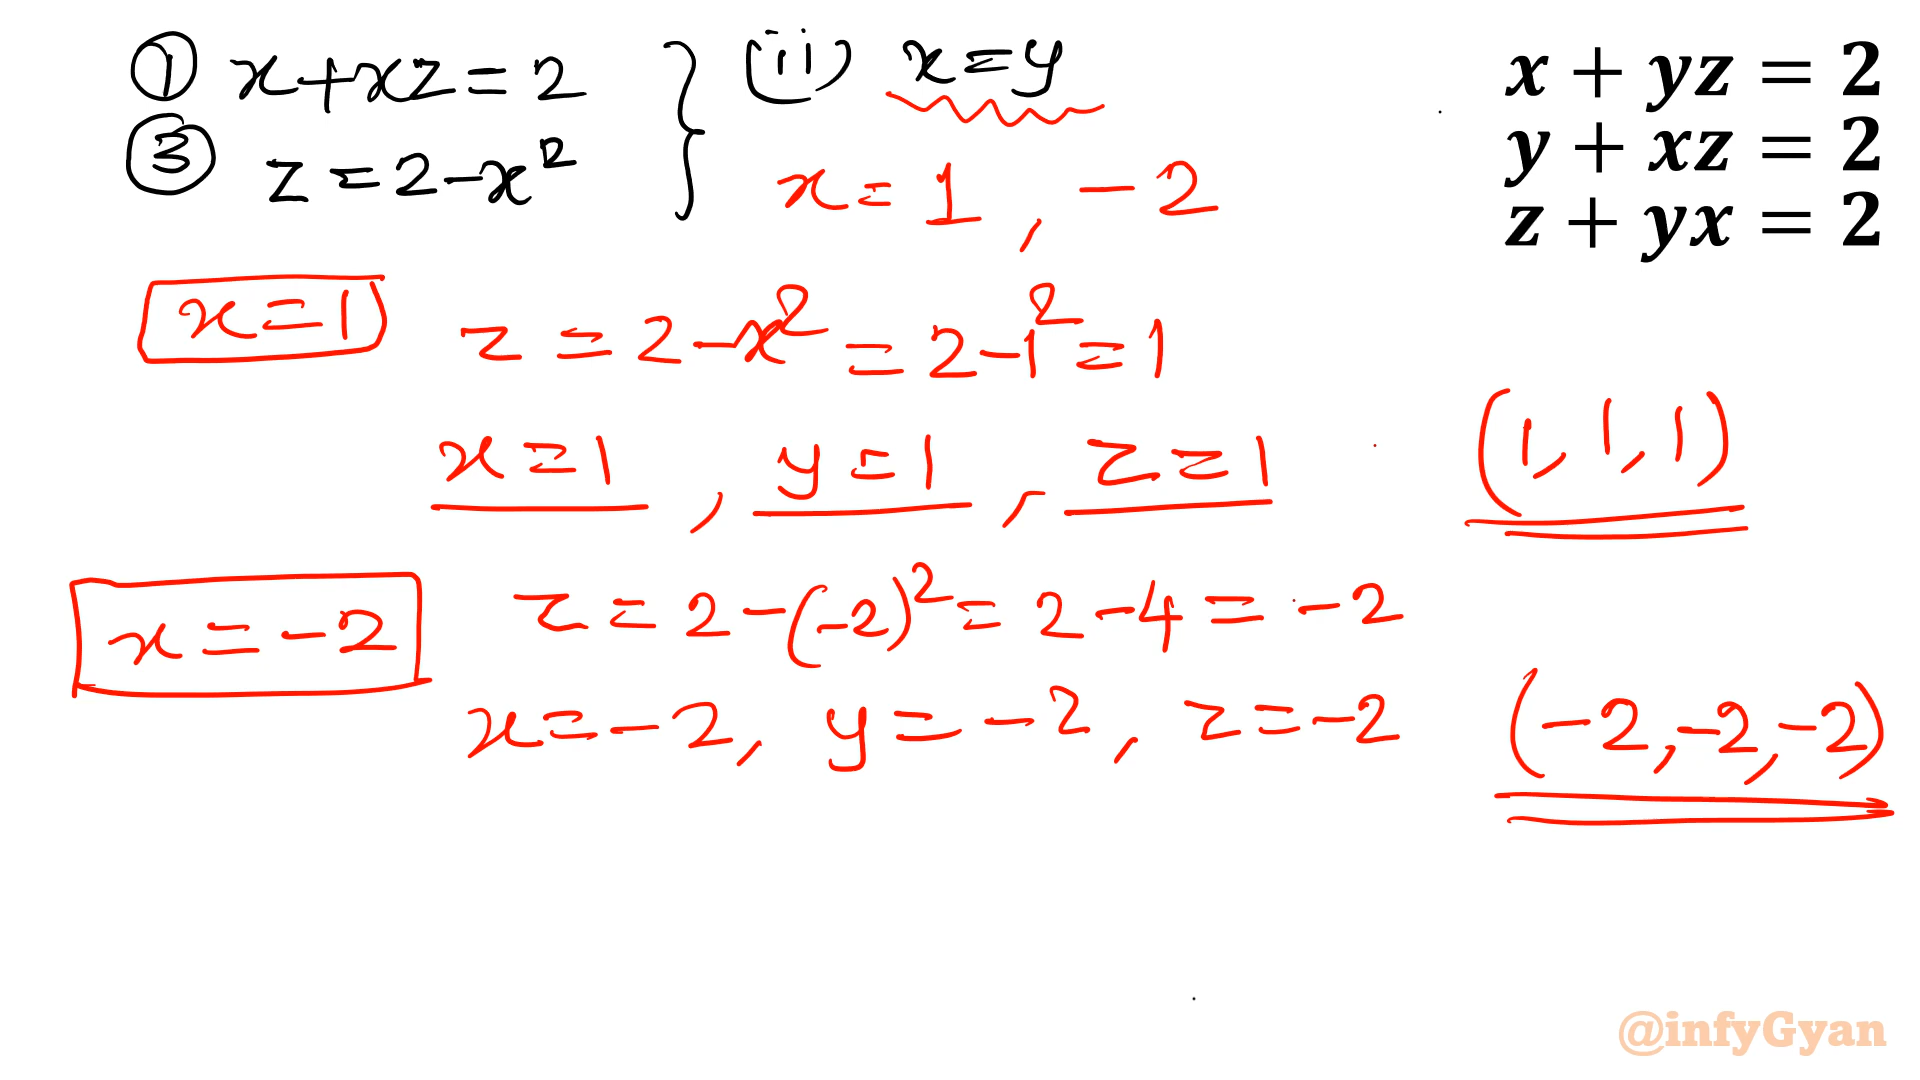 ① x+xz=2 } (ii) x=y
③ z=2-x²
x=1, -2
x + yz = 2
y + xz = 2
z + yx = 2
x=1 z=2-x²=2-1²=1
x=1, y=1, z=1 (1,1,1)
x=-2 z=2-(-2)²=2-4=-2
x=-2, y=-2, z=-2 (-2,-2,-2)
@infyGyan